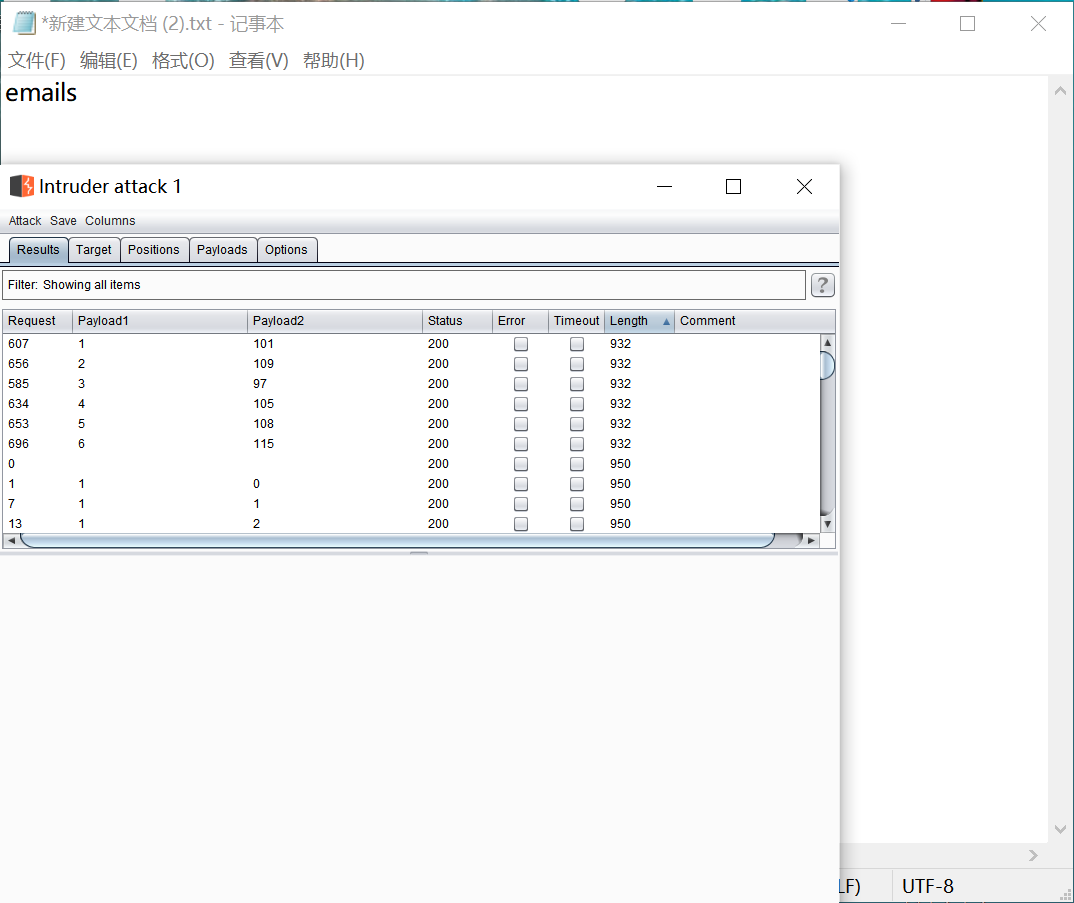 *新建文本文档 (2).txt - 记事本
文件(F) 编辑(E) 格式(O) 查看(V) 帮助(H)
emails
Intruder attack 1
Attack Save Columns
Results Target Positions Payloads Options
Filter: Showing all items ?
Request Payload1 Payload2 Status Error Timeout Length Comment
607 1 101 200 932
656 2 109 200 932
585 3 97 200 932
634 4 105 200 932
653 5 108 200 932
696 6 115 200 932
0 200 950
1 1 0 200 950
7 1 1 200 950
13 1 2 200 950
LF) UTF-8